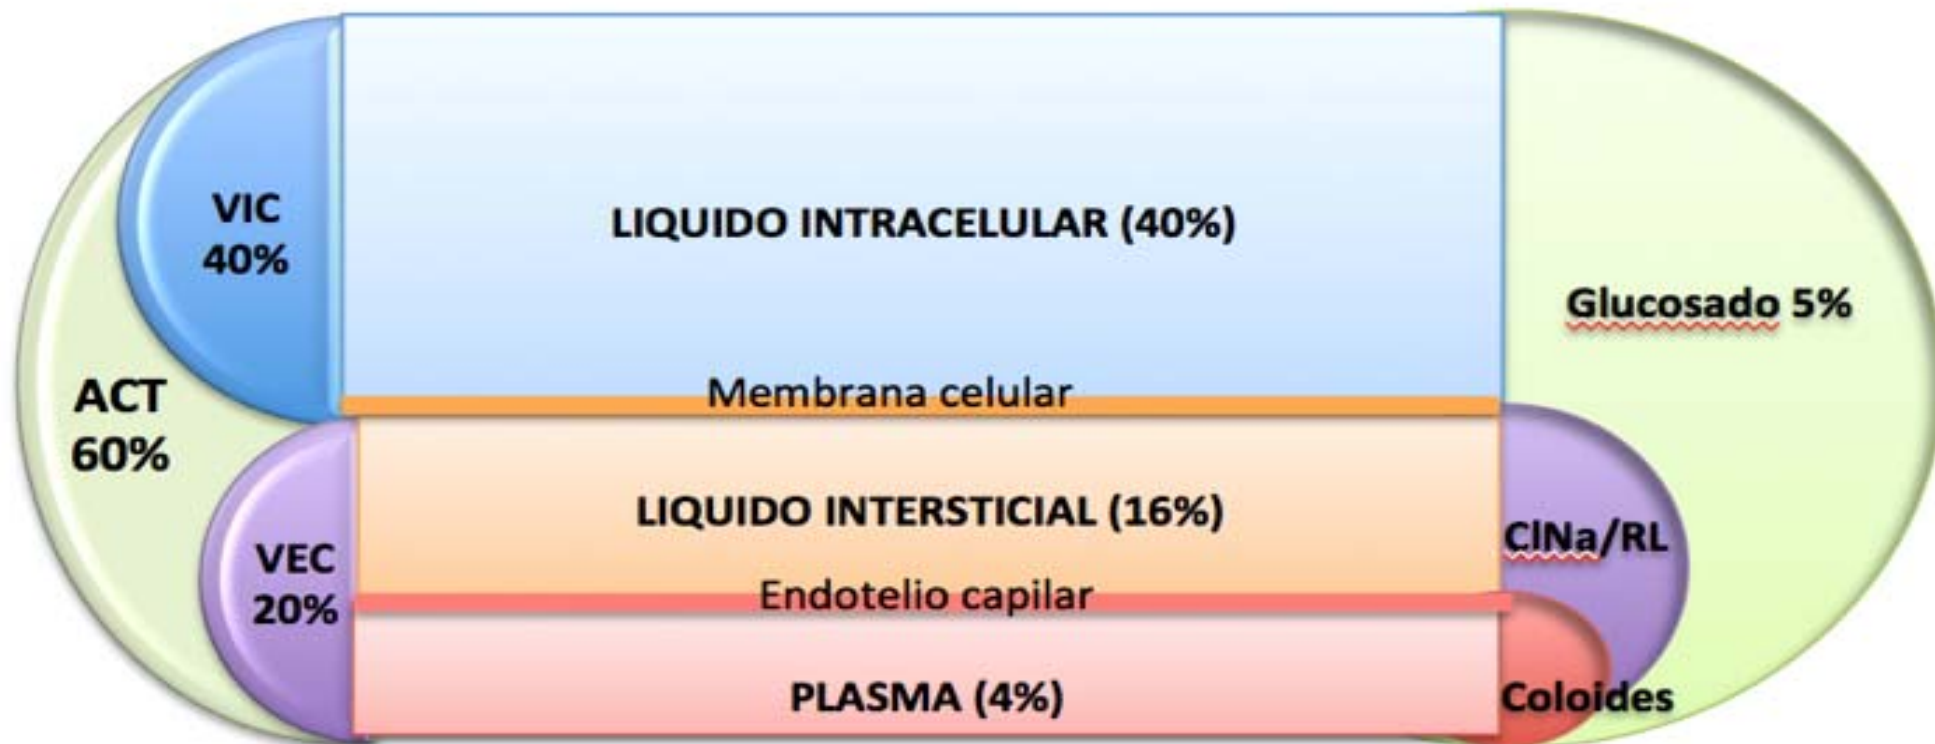 VIC
40%
LIQUIDO INTRACELULAR (40%)
Glucosado 5%
Membrana celular
ACT
60%
LIQUIDO INTERSTICIAL (16%)
ClNa/RL
VEC
20%
Endotelio capilar
PLASMA (4%)
Coloides